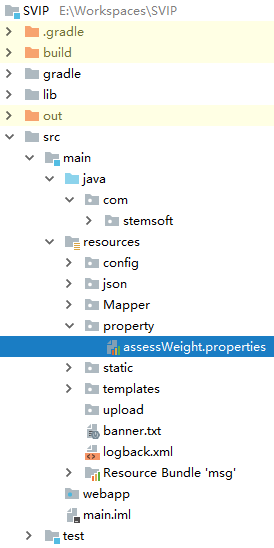 SVIP E:\Workspaces\SVIP
.gradle
build
gradle
lib
out
src
main
java
com
stemsoft
resources
config
json
Mapper
property
assessWeight.properties
static
templates
upload
banner.txt
logback.xml
Resource Bundle 'msg'
webapp
main.iml
test